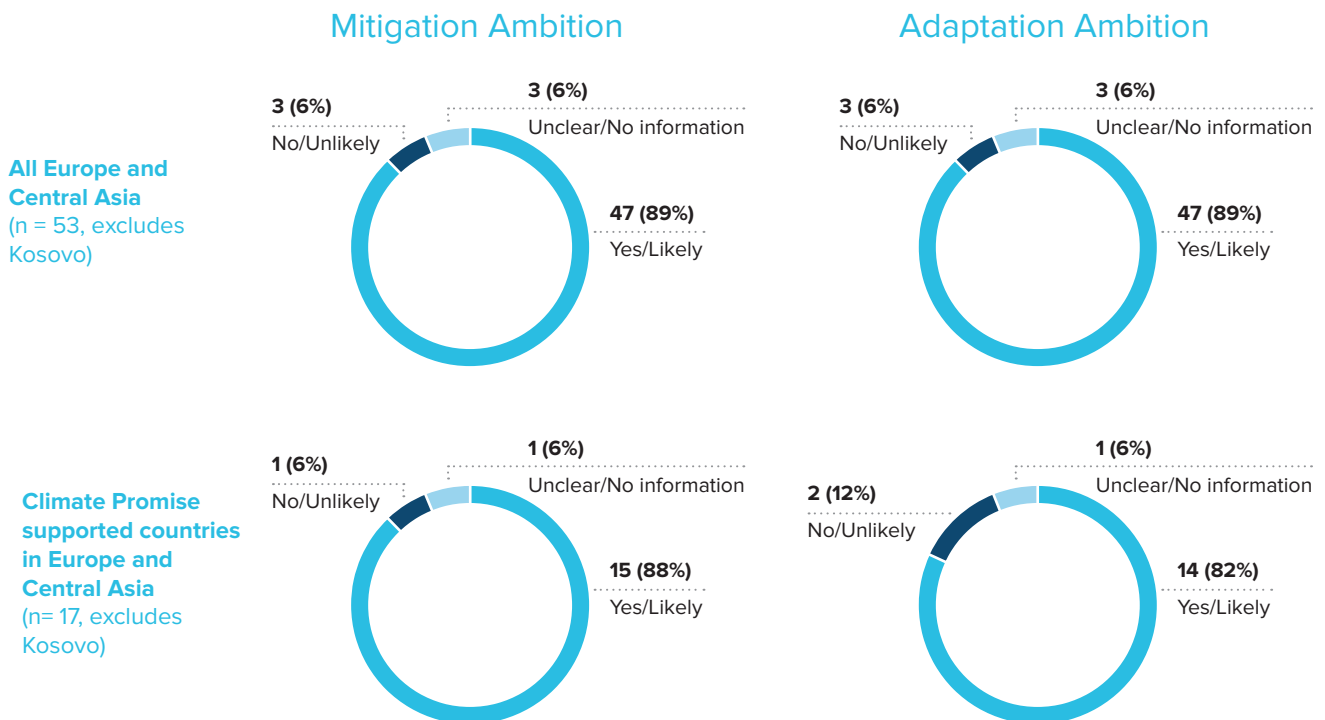 Mitigation Ambition
Adaptation Ambition
All Europe and
Central Asia
(n = 53, excludes
Kosovo)
3 (6%)
No/Unlikely
3 (6%)
Unclear/No information
47 (89%)
Yes/Likely
3 (6%)
No/Unlikely
3 (6%)
Unclear/No information
47 (89%)
Yes/Likely
Climate Promise
supported countries
in Europe and
Central Asia
(n= 17, excludes
Kosovo)
1 (6%)
No/Unlikely
1 (6%)
Unclear/No information
15 (88%)
Yes/Likely
2 (12%)
No/Unlikely
1 (6%)
Unclear/No information
14 (82%)
Yes/Likely